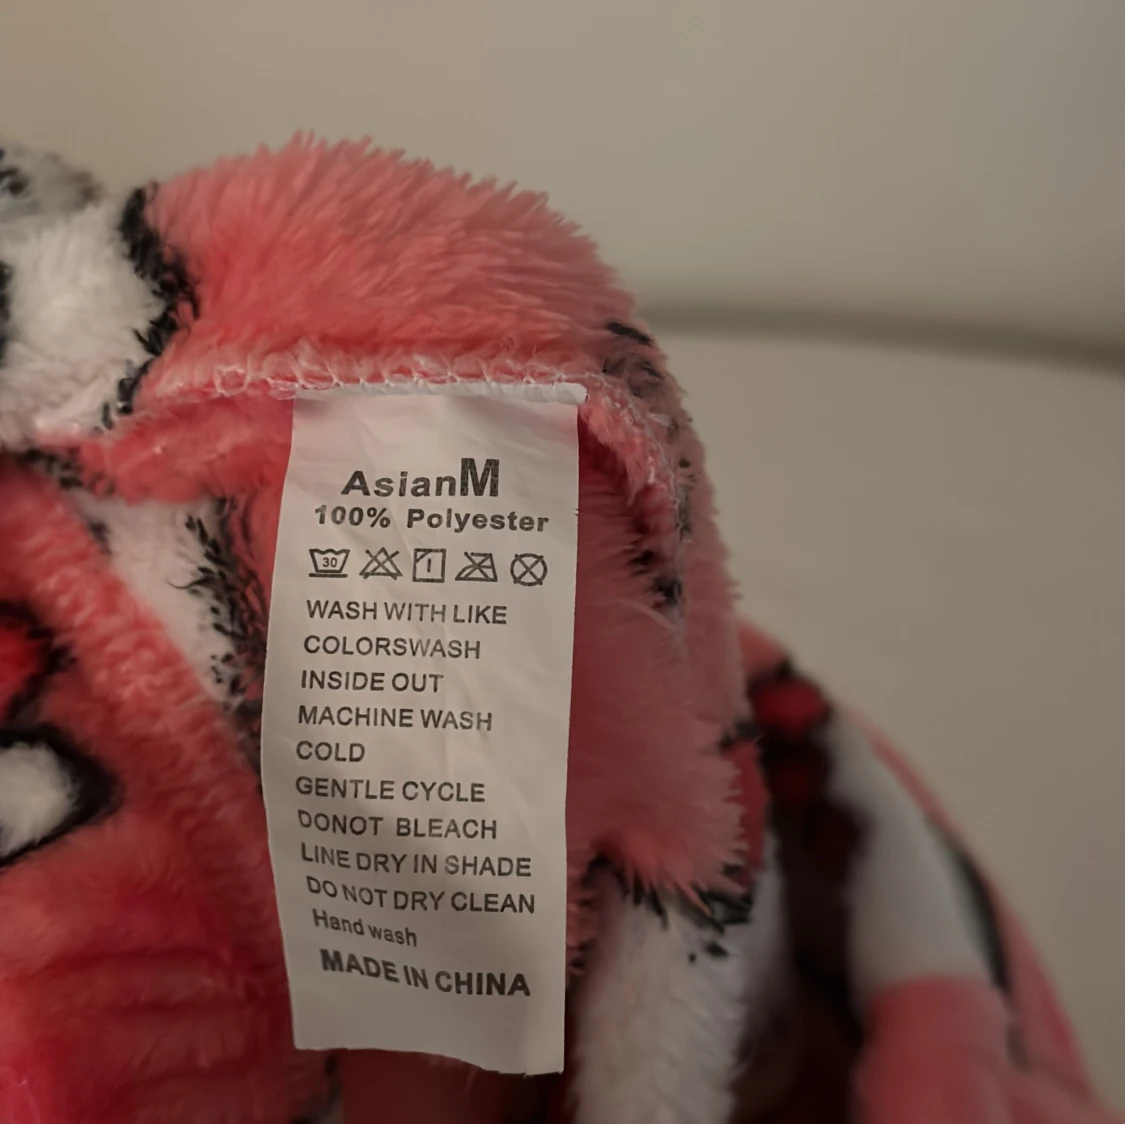 AsianM
100% Polyester
30
WASH WITH LIKE
COLORSWASH
INSIDE OUT
MACHINE WASH
COLD
GENTLE CYCLE
DONOT BLEACH
LINE DRY IN SHADE
DO NOT DRY CLEAN
Hand wash
MADE IN CHINA